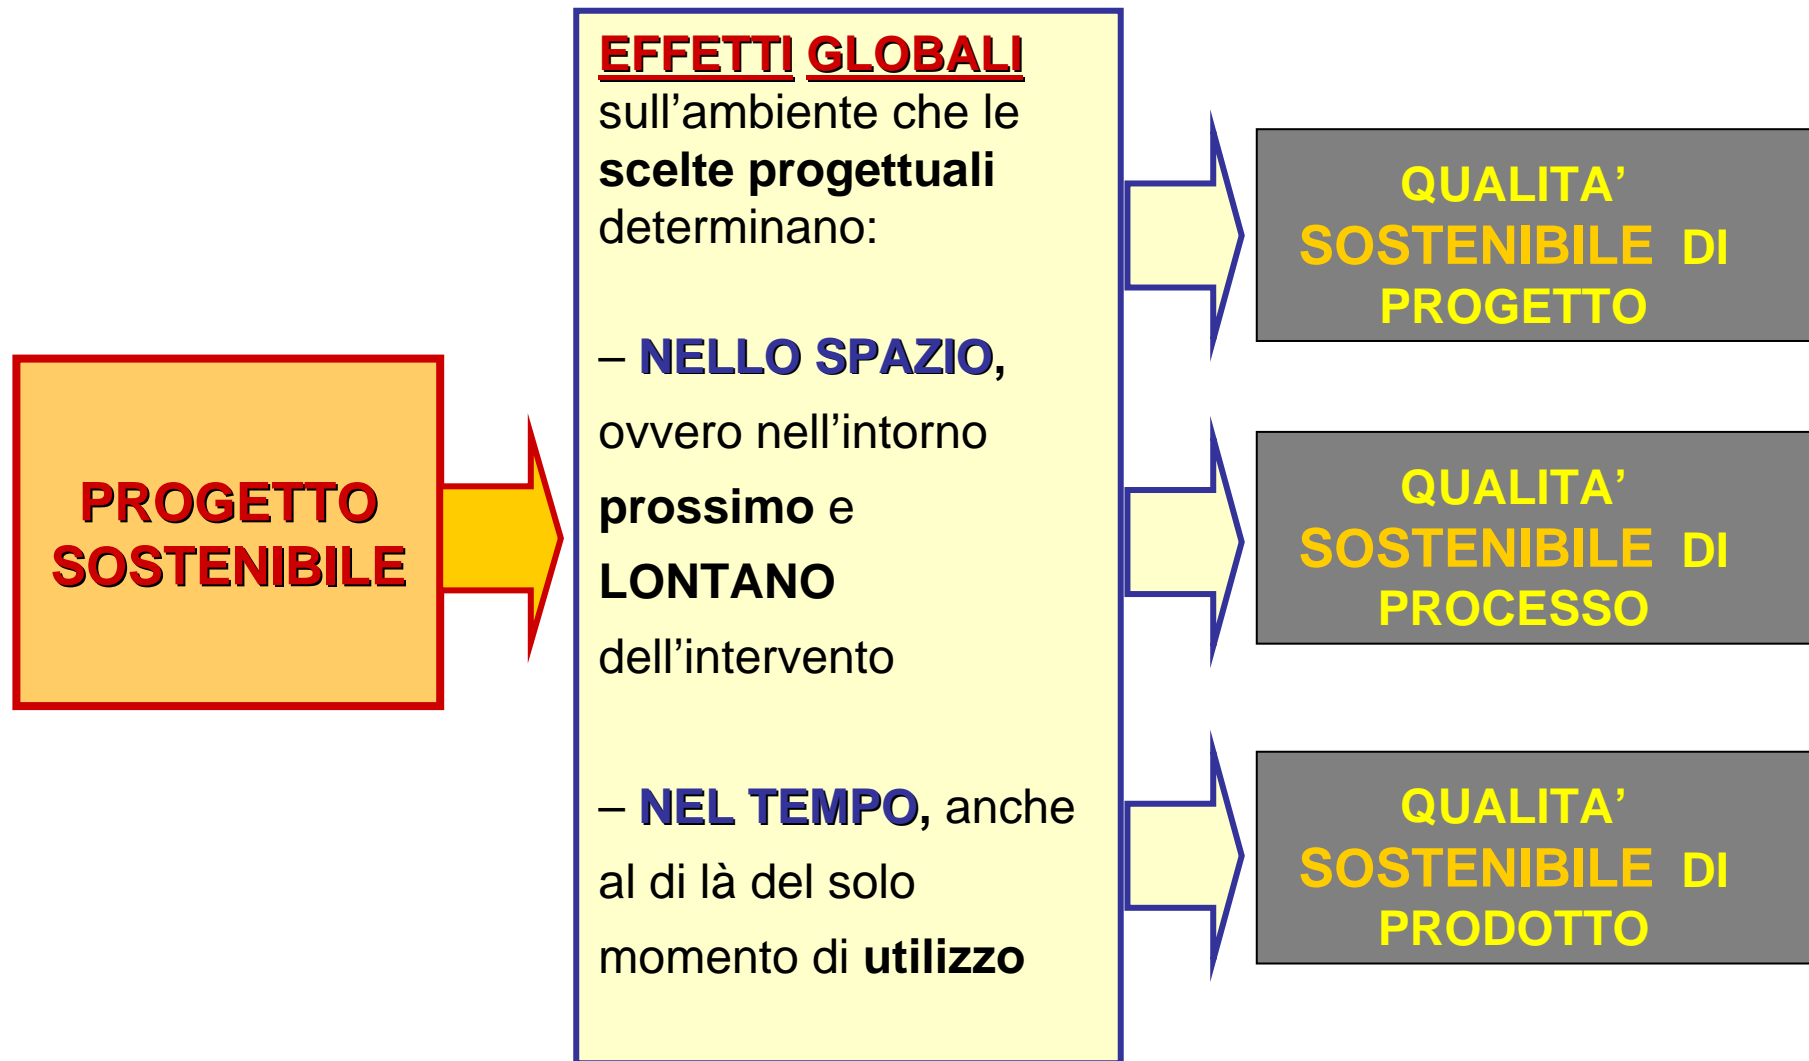 PROGETTO
SOSTENIBILE
EFFETTI GLOBALI
sull’ambiente che le
scelte progettuali
determinano:
– NELLO SPAZIO,
ovvero nell’intorno
prossimo e
LONTANO
dell’intervento
– NEL TEMPO, anche
al di là del solo
momento di utilizzo
QUALITA’
SOSTENIBILE DI
PROGETTO
QUALITA’
SOSTENIBILE DI
PROCESSO
QUALITA’
SOSTENIBILE DI
PRODOTTO